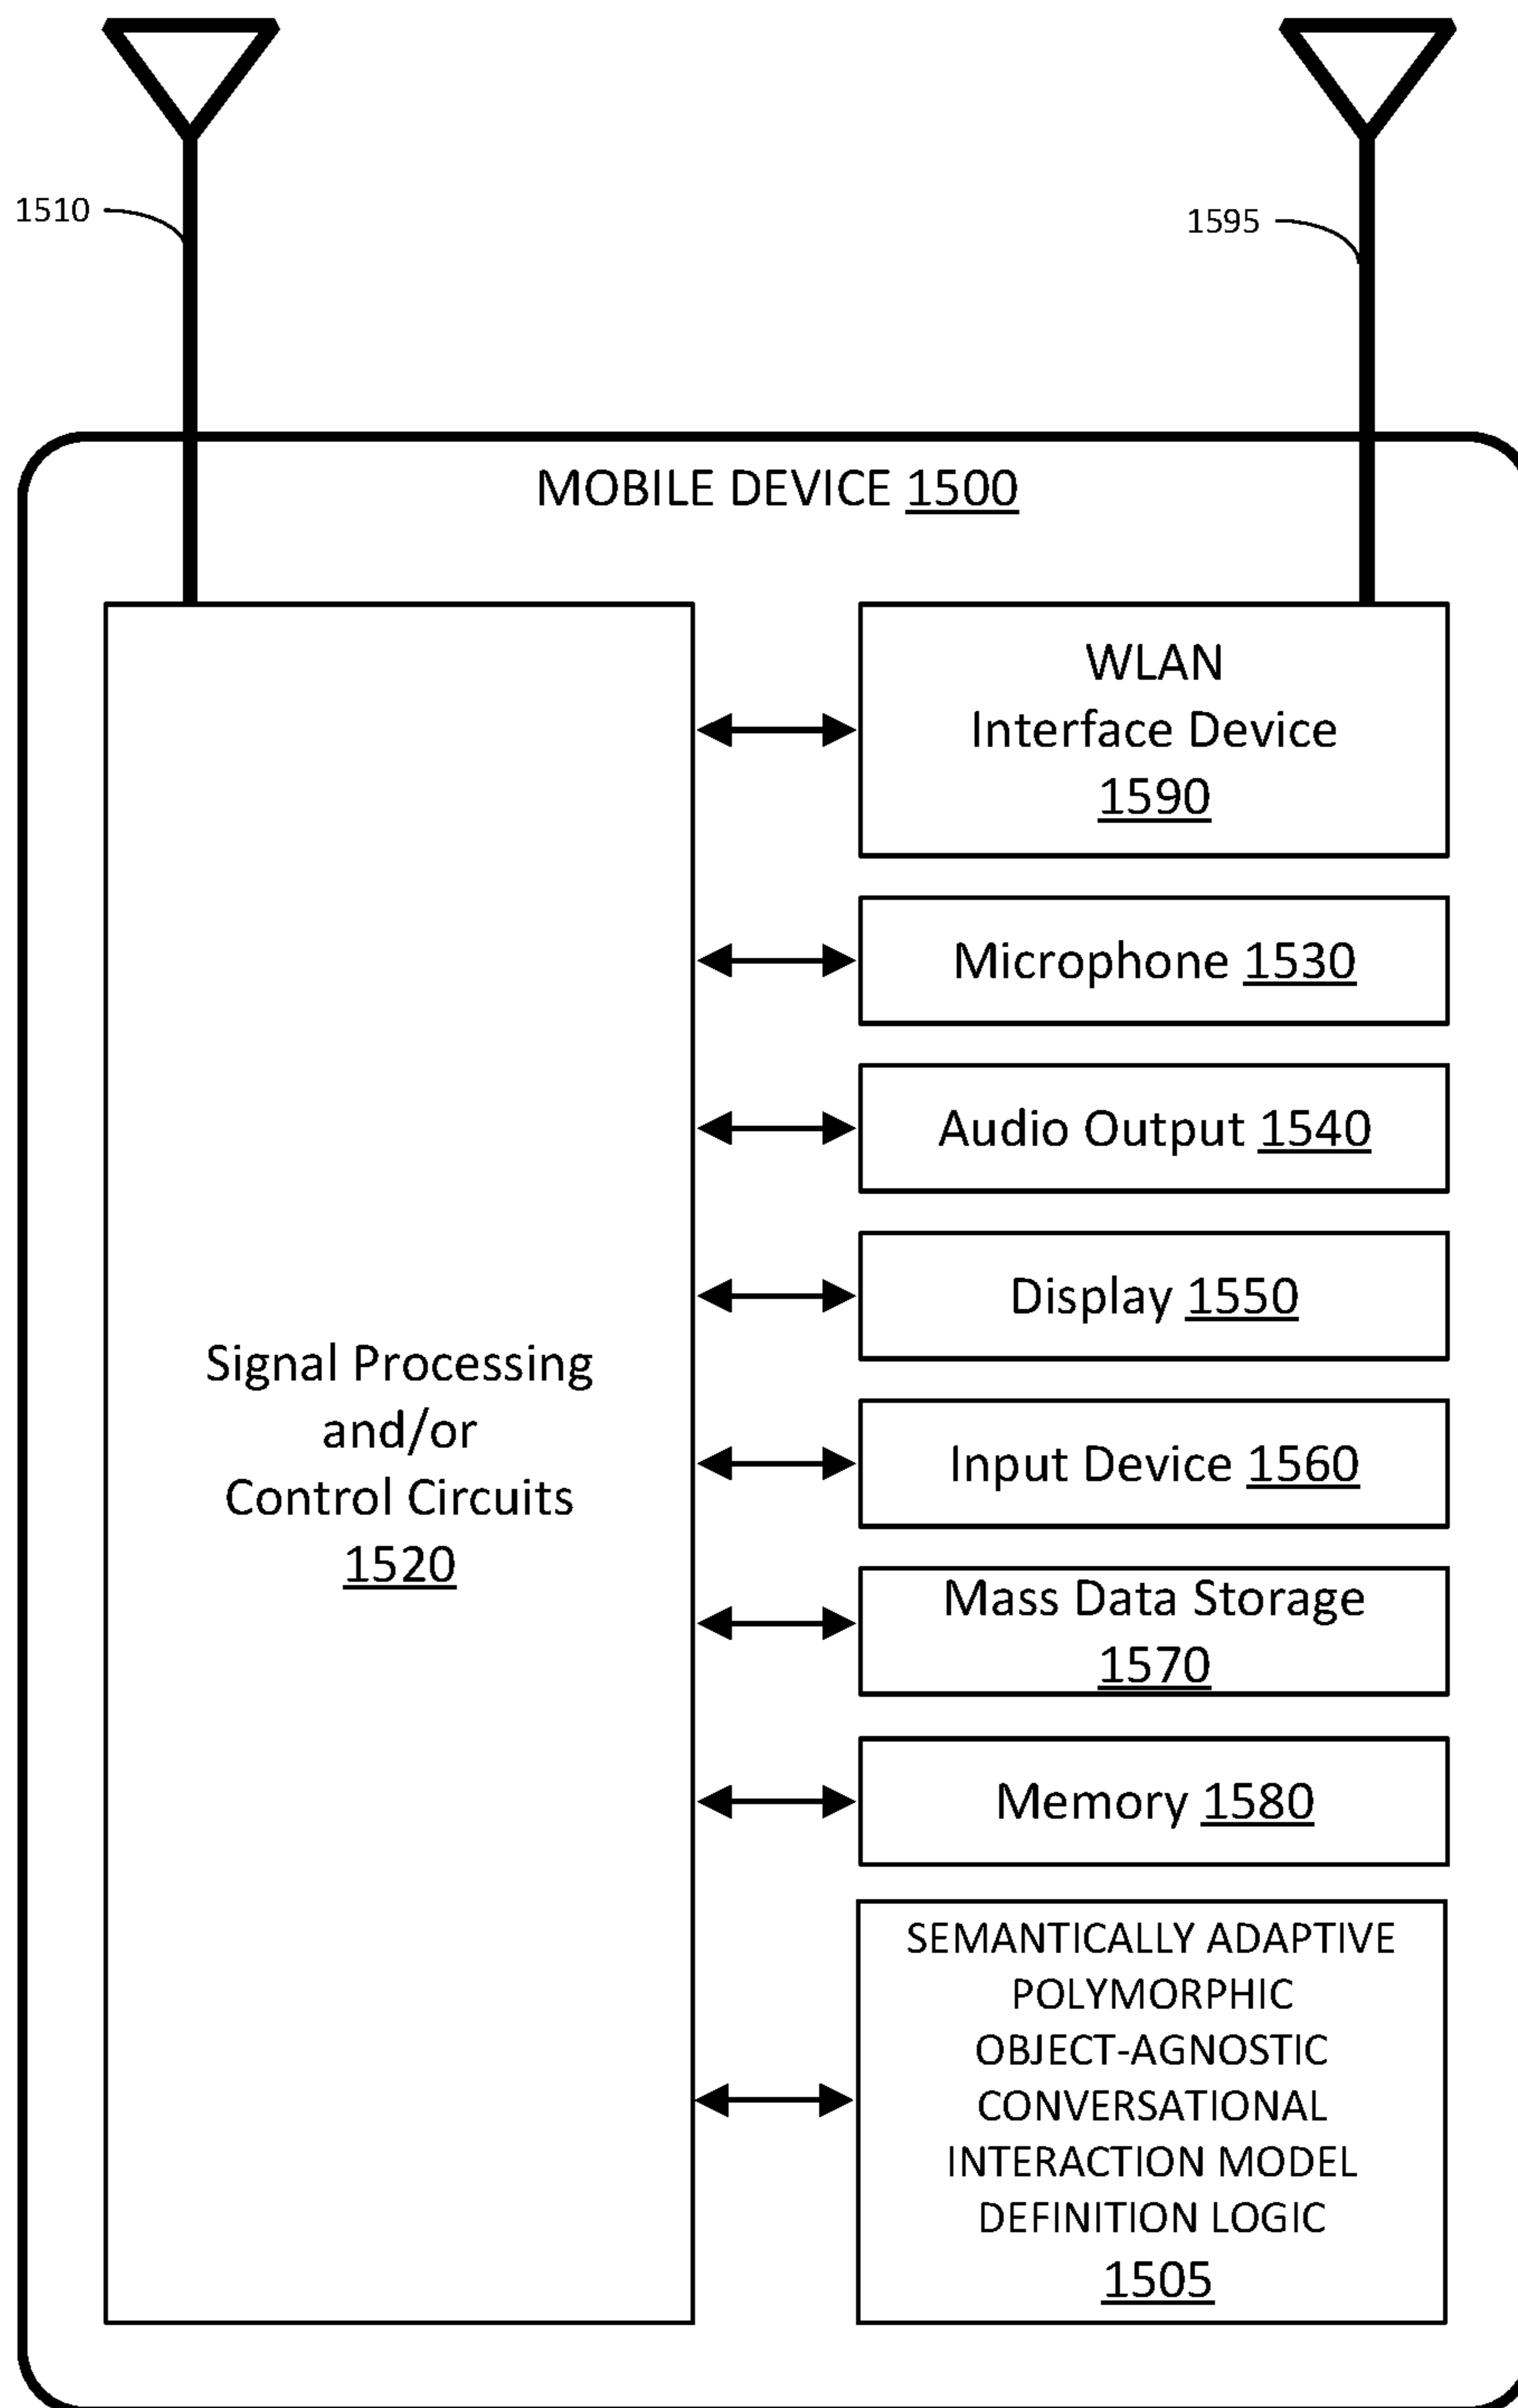 1510
1595
MOBILE DEVICE 1500
Signal Processing
and/or
Control Circuits
1520
WLAN
Interface Device
1590
Microphone 1530
Audio Output 1540
Display 1550
Input Device 1560
Mass Data Storage
1570
Memory 1580
SEMANTICALLY ADAPTIVE
POLYMORPHIC
OBJECT-AGNOSTIC
CONVERSATIONAL
INTERACTION MODEL
DEFINITION LOGIC
1505